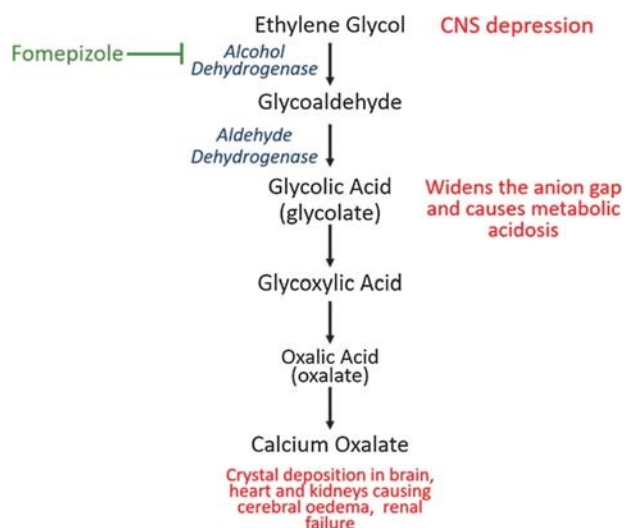 Ethylene Glycol CNS depression
Fomepizole
Alcohol
Dehydrogenase
Glycoaldehyde
Aldehyde
Dehydrogenase
Glycolic Acid
(glycolate)
Widens the anion gap
and causes metabolic
acidosis
Glycoxylic Acid
Oxalic Acid
(oxalate)
Calcium Oxalate
Crystal deposition in brain,
heart and kidneys causing
cerebral oedema, renal
failure